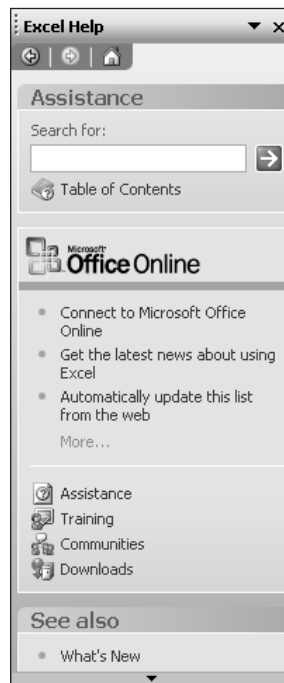 Excel Help
Assistance
Search for:
Table of Contents
Microsoft
Office Online
Connect to Microsoft Office
Online
Get the latest news about using
Excel
Automatically update this list
from the web
More...
Assistance
Training
Communities
Downloads
See also
What's New